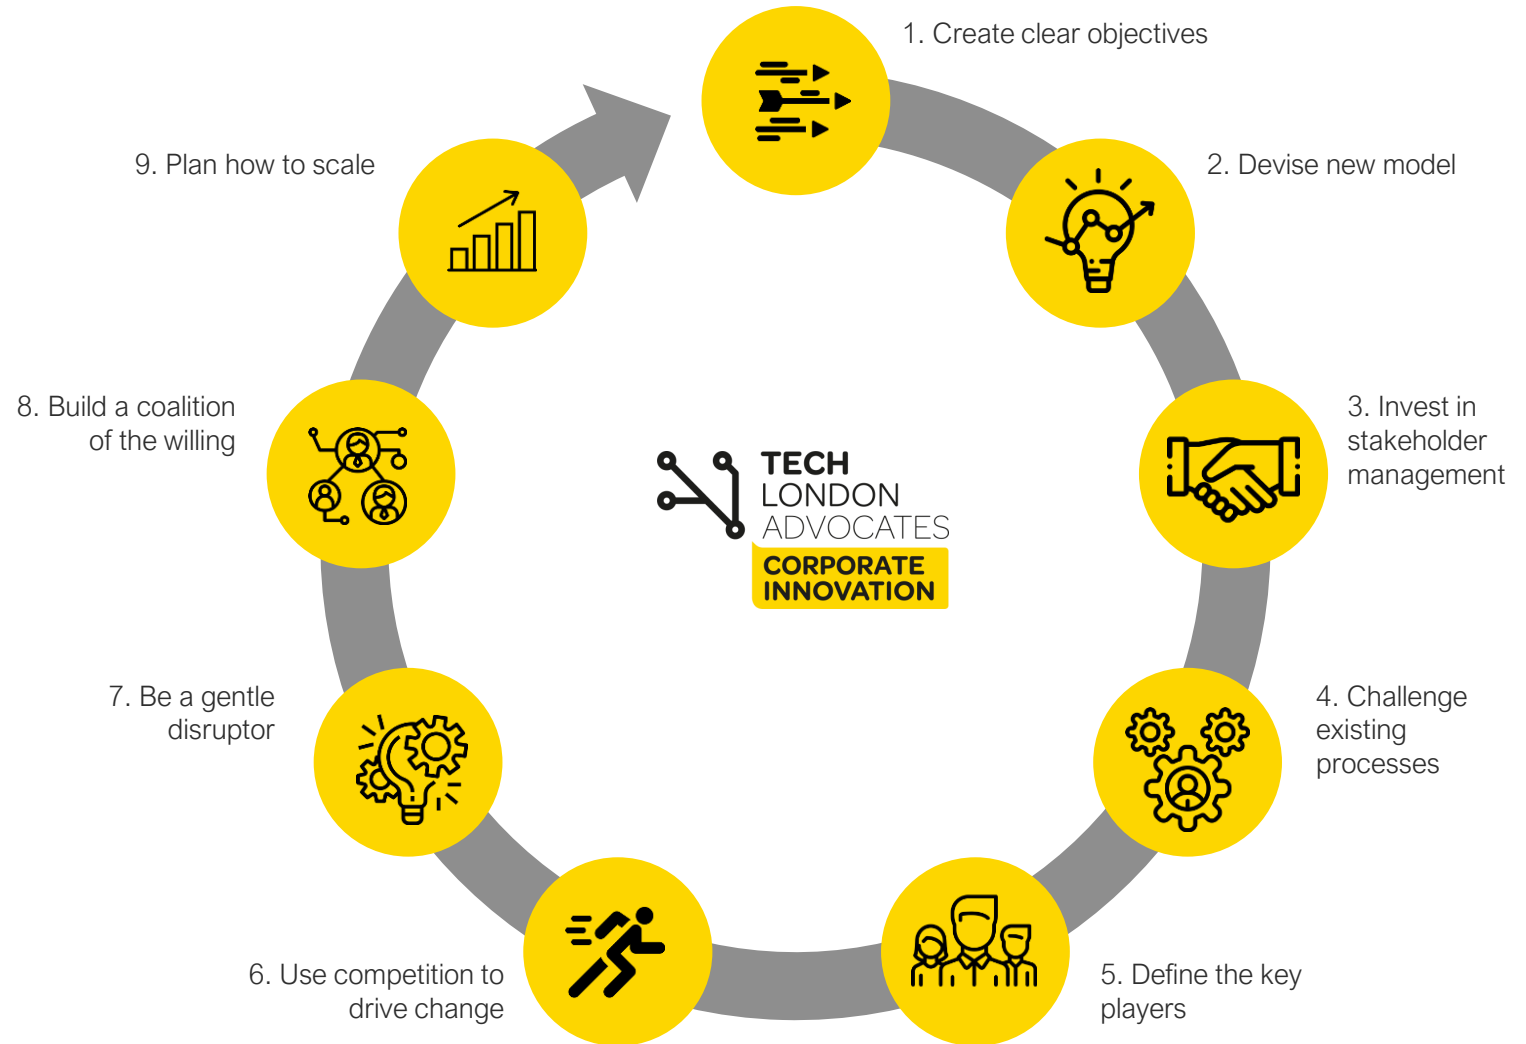 1. Create clear objectives
2. Devise new model
3. Invest in
stakeholder
management
4. Challenge
existing
processes
5. Define the key
players
6. Use competition to
drive change
7. Be a gentle
disruptor
8. Build a coalition
of the willing
9. Plan how to scale
TECH
LONDON
ADVOCATES
CORPORATE
INNOVATION